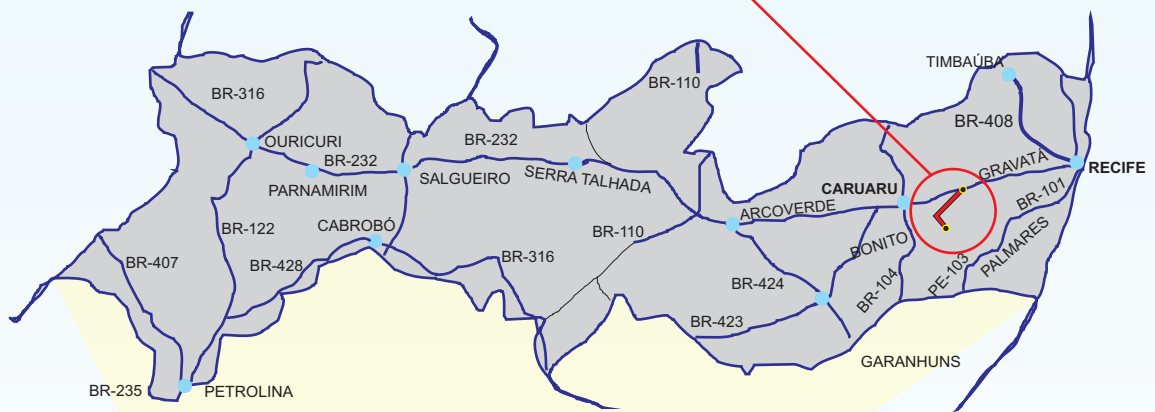 TIMBAÚBA
BR-110
BR-316
BR-408
BR-232
OURICURI
BR-232
GRAVATÁ
RECIFE
SALGUEIRO
SERRA TALHADA
PARNAMIRIM
CARUARU
BR-101
ARCOVERDE
CABROBÓ
BR-122
BR-110
BONITO
PALMARES
BR-407
BR-428
BR-316
PE-103
BR-424
BR-104
BR-423
GARANHUNS
BR-235
PETROLINA